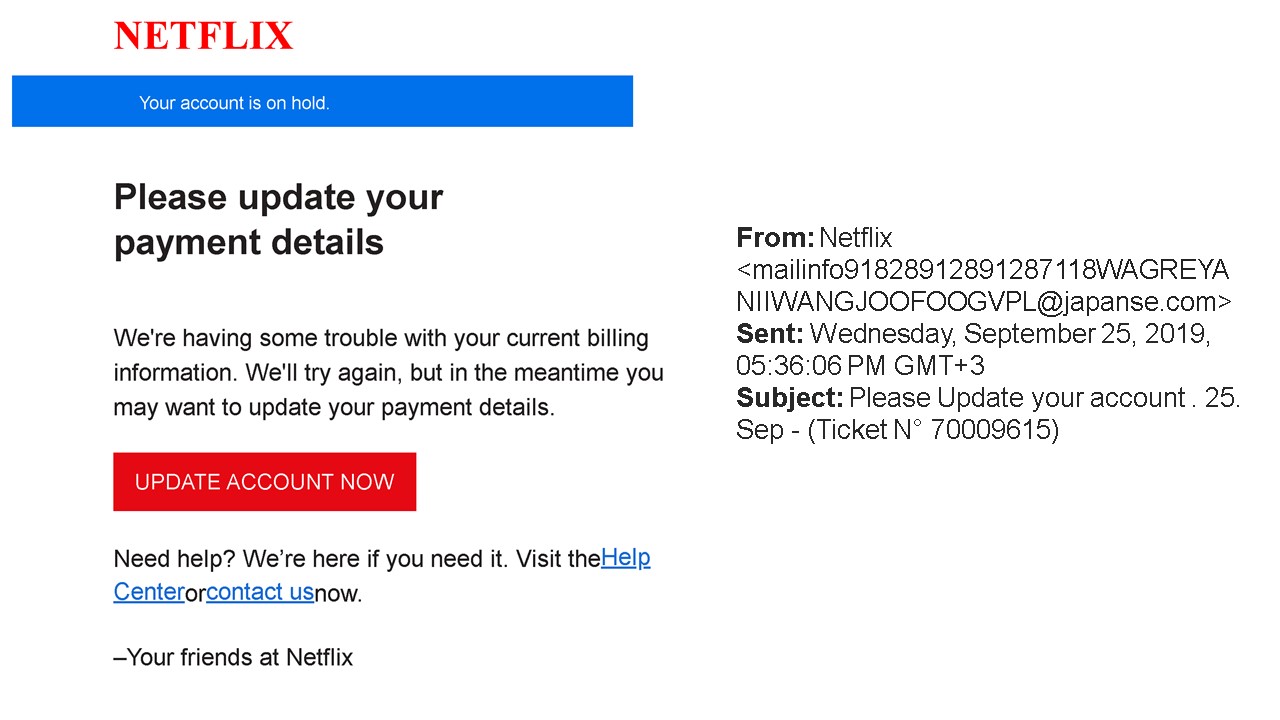 NETFLIX
Your account is on hold.
Please update your
payment details
We're having some trouble with your current billing
information. We'll try again, but in the meantime you
may want to update your payment details.
UPDATE ACCOUNT NOW
Need help? We’re here if you need it. Visit theHelp
Centerorcontact usnow.
–Your friends at Netflix
From: Netflix
<mailinfo91828912891287118WAGREYA
NIIWANGJOOFOOGVPL@japanse.com>
Sent: Wednesday, September 25, 2019,
05:36:06 PM GMT+3
Subject: Please Update your account . 25.
Sep - (Ticket N° 70009615)